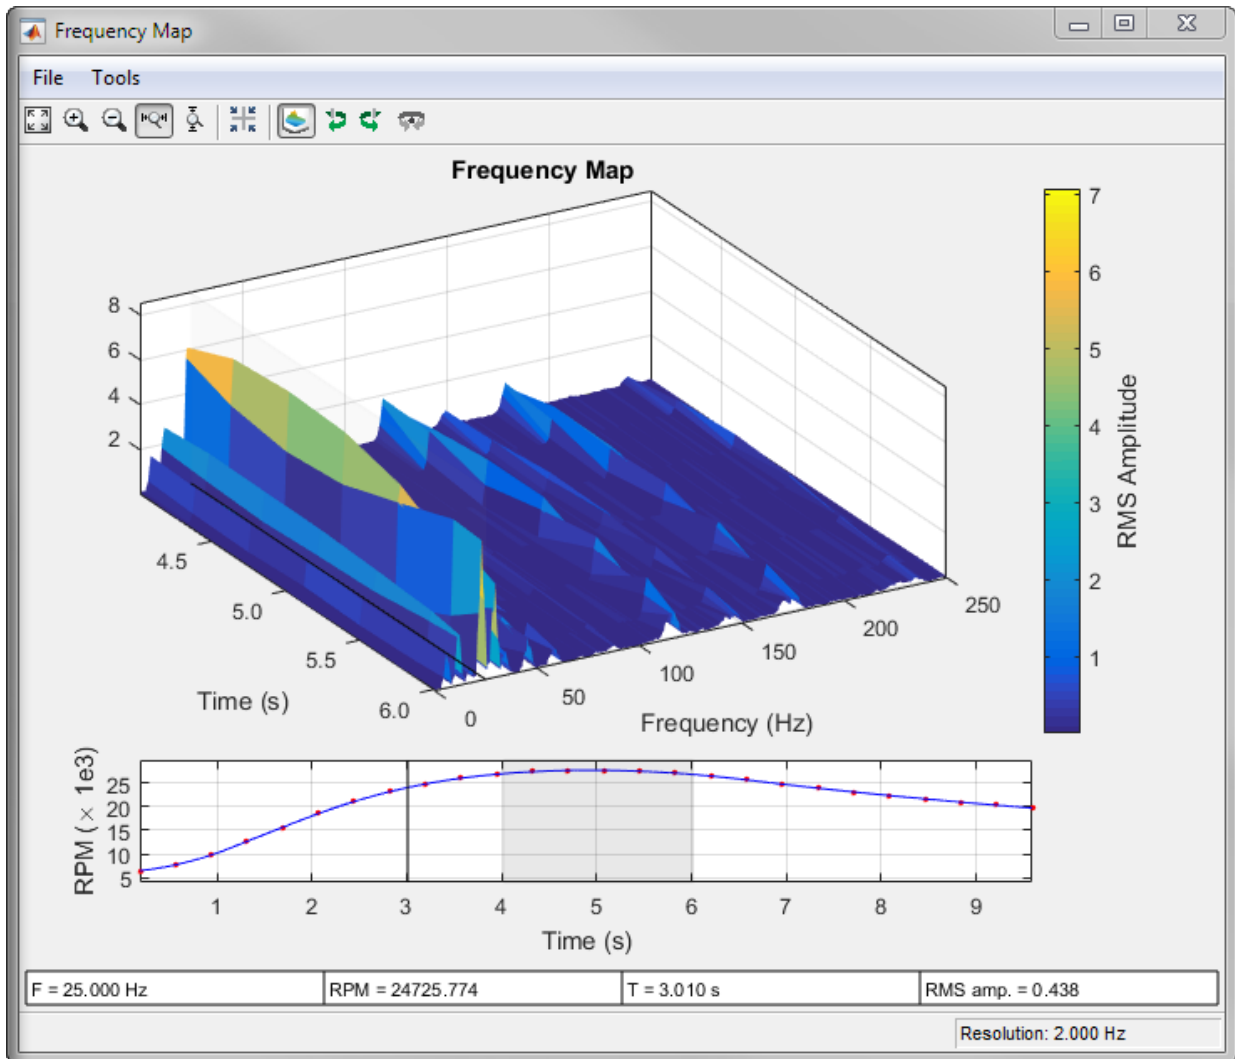 Frequency Map
File Tools
Frequency Map
8
6
4
2
4.5
5.0
5.5
6.0
Time (s)
0
50
100
150
200
250
Frequency (Hz)
7
6
5
4
3
2
1
RMS Amplitude
RPM ( × 1e3)
25
20
15
10
5
1 2 3 4 5 6 7 8 9
Time (s)
F = 25.000 Hz RPM = 24725.774 T = 3.010 s RMS amp. = 0.438
Resolution: 2.000 Hz